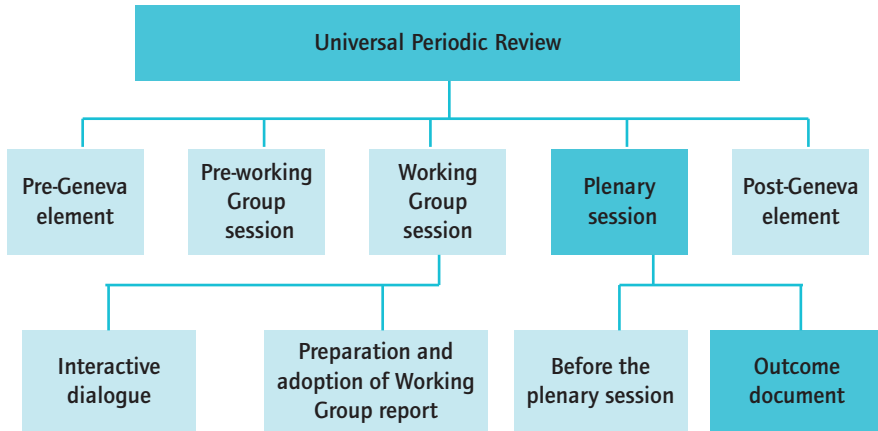 Universal Periodic Review
Pre-Geneva
element
Pre-working
Group
session
Working
Group
session
Plenary
session
Post-Geneva
element
Interactive
dialogue
Preparation and
adoption of Working
Group report
Before the
plenary session
Outcome
document